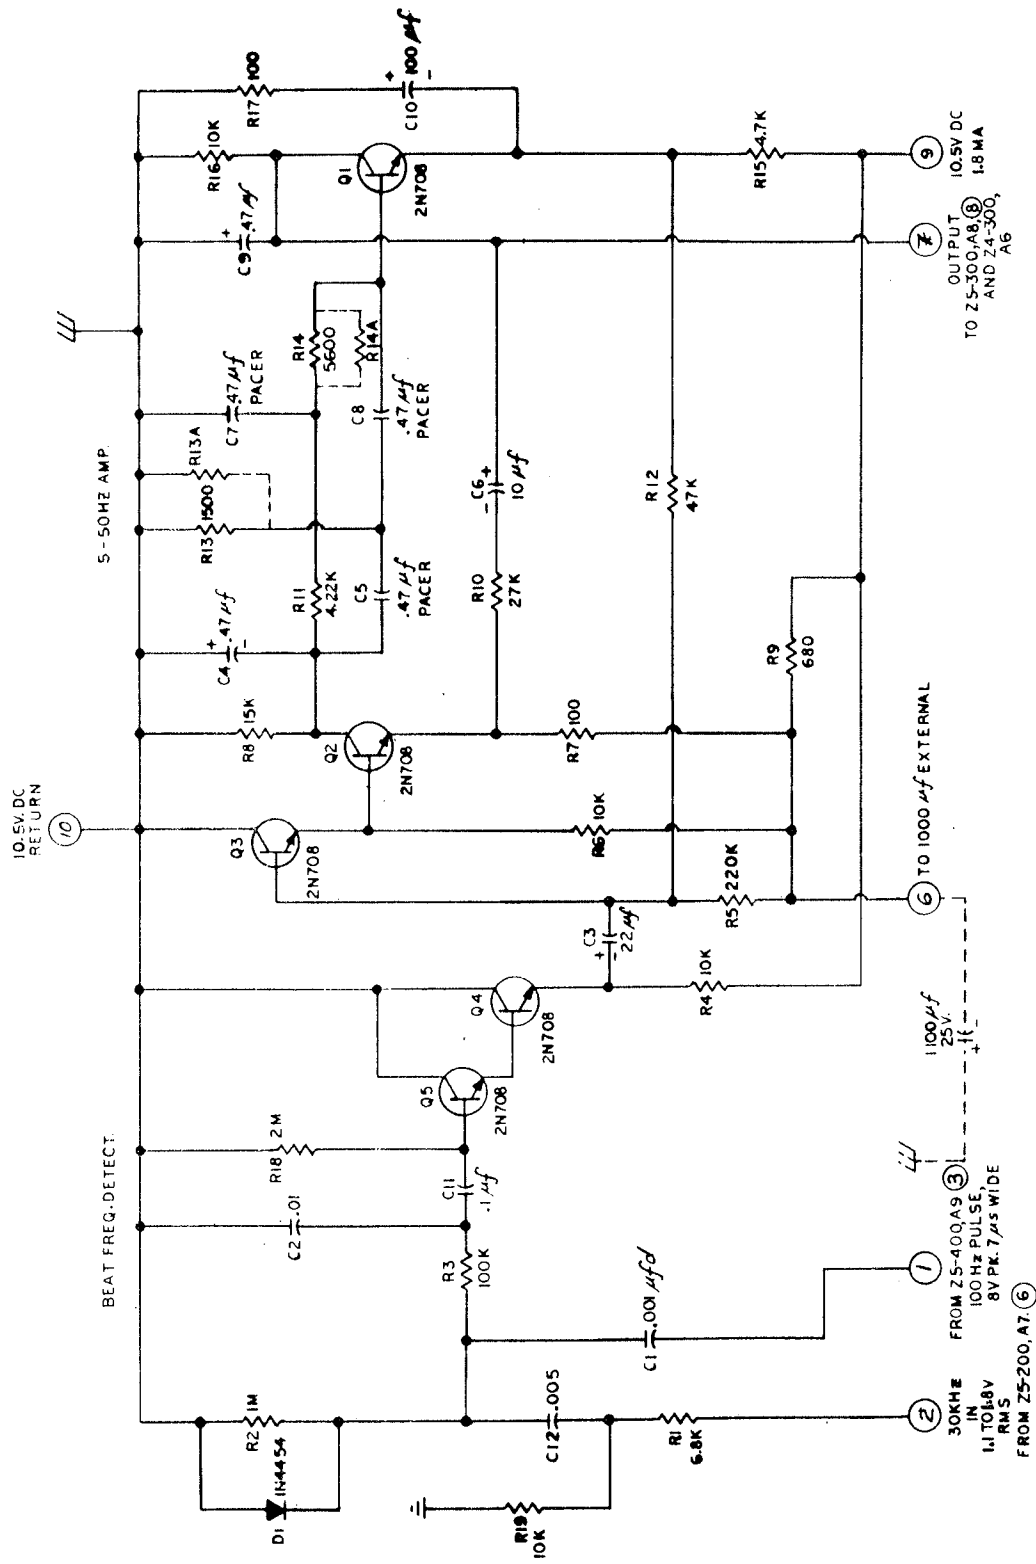 10.5V. DC
RETURN
10
BEAT FREQ. DETECT.
5-50HZ AMP.
D1
1N4454
R2
1M
R19
10K
C12
.005
R1
6.8K
2
30KHz
IN
1.1 TO 1.8V
RMS
FROM Z5-200, A7, 6
C1
.001 µfd
1
FROM Z5-400, A9 3
100 Hz PULSE,
8V PK. 7 µs WIDE
R3
100K
C2
.01
C11
.1 µf
R18
2M
Q5
2N708
Q4
2N708
R4
10K
C3
+ -
22 µf
1100 µf
25V.
+ -
6
TO 1000 µf EXTERNAL
R5
220K
Q3
2N708
R6
10K
Q2
2N708
R8
15K
R7
100
R9
680
C4
+ -
.47 µf
R11
4.22K
C5
.47 µf
PACER
R10
27K
C6
- +
10 µf
R12
47K
R13
1500
R13A
C7
.47 µf
PACER
C8
.47 µf
PACER
R14
5600
R14A
C9
+
.47 µf
R16
10K
Q1
2N708
R17
100
C10
+ -
100 µf
R15
4.7K
7
OUTPUT
TO Z5-300, A8, 8
AND Z4-300,
A6
9
10.5V DC
1.8 MA